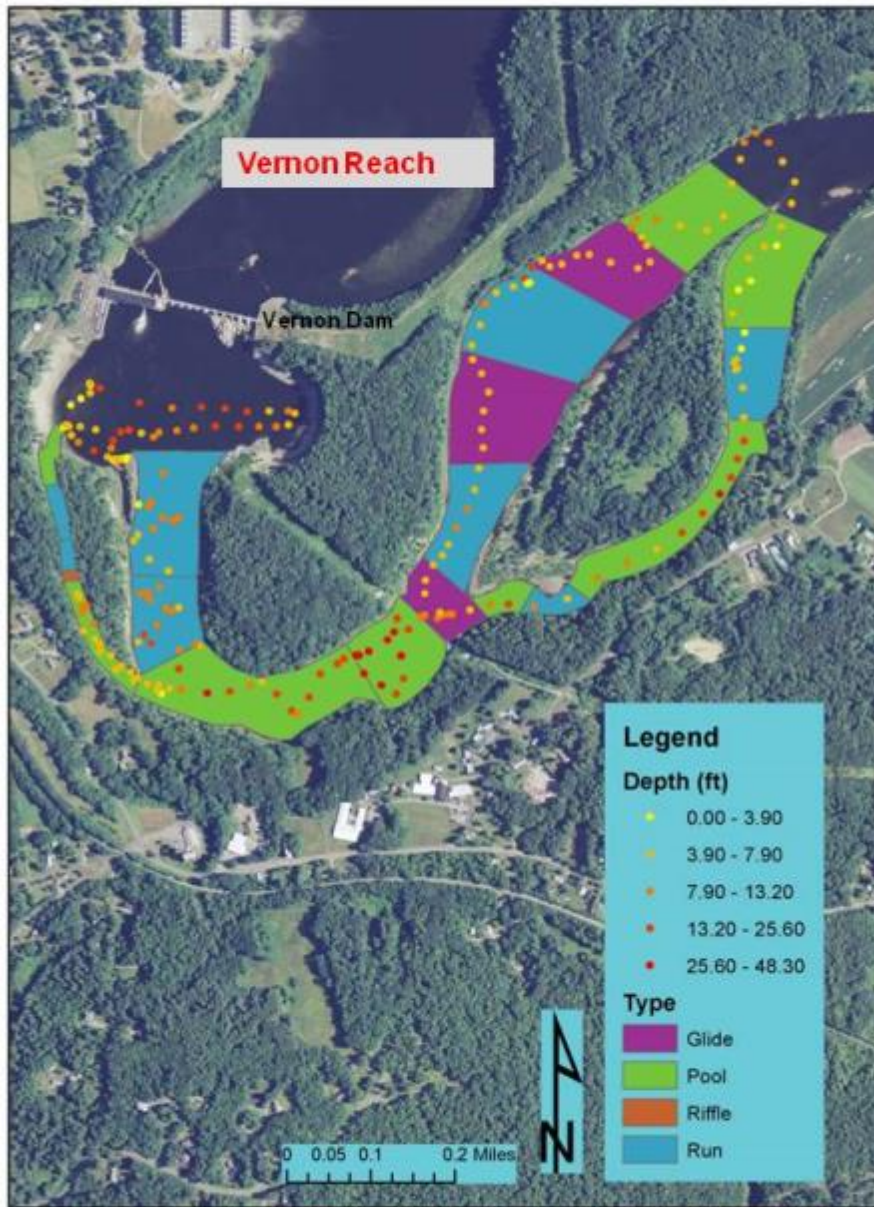 Vernon Reach
Vernon Dam
Legend
Depth (ft)
0.00 - 3.90
3.90 - 7.90
7.90 - 13.20
13.20 - 25.60
25.60 - 48.30
Type
Glide
Pool
Riffle
Run
0 0.05 0.1 0.2 Miles
N